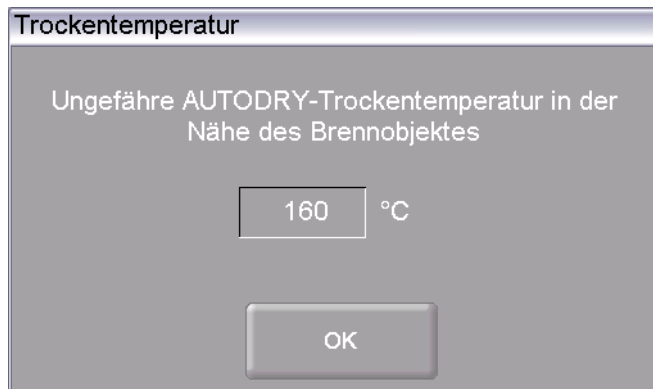 Trockentemperatur
Ungefähre AUTODRY-Trockentemperatur in der
Nähe des Brennobjektes
160 °C
OK